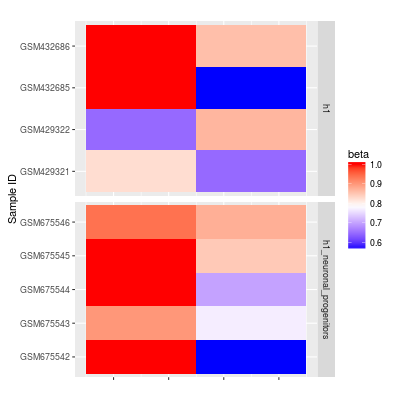 GSM432686
GSM432685
GSM429322
GSM429321
h1
GSM675546
GSM675545
GSM675544
GSM675543
GSM675542
h1_neuronal_progenitors
Sample ID
beta
1.0
0.9
0.8
0.7
0.6